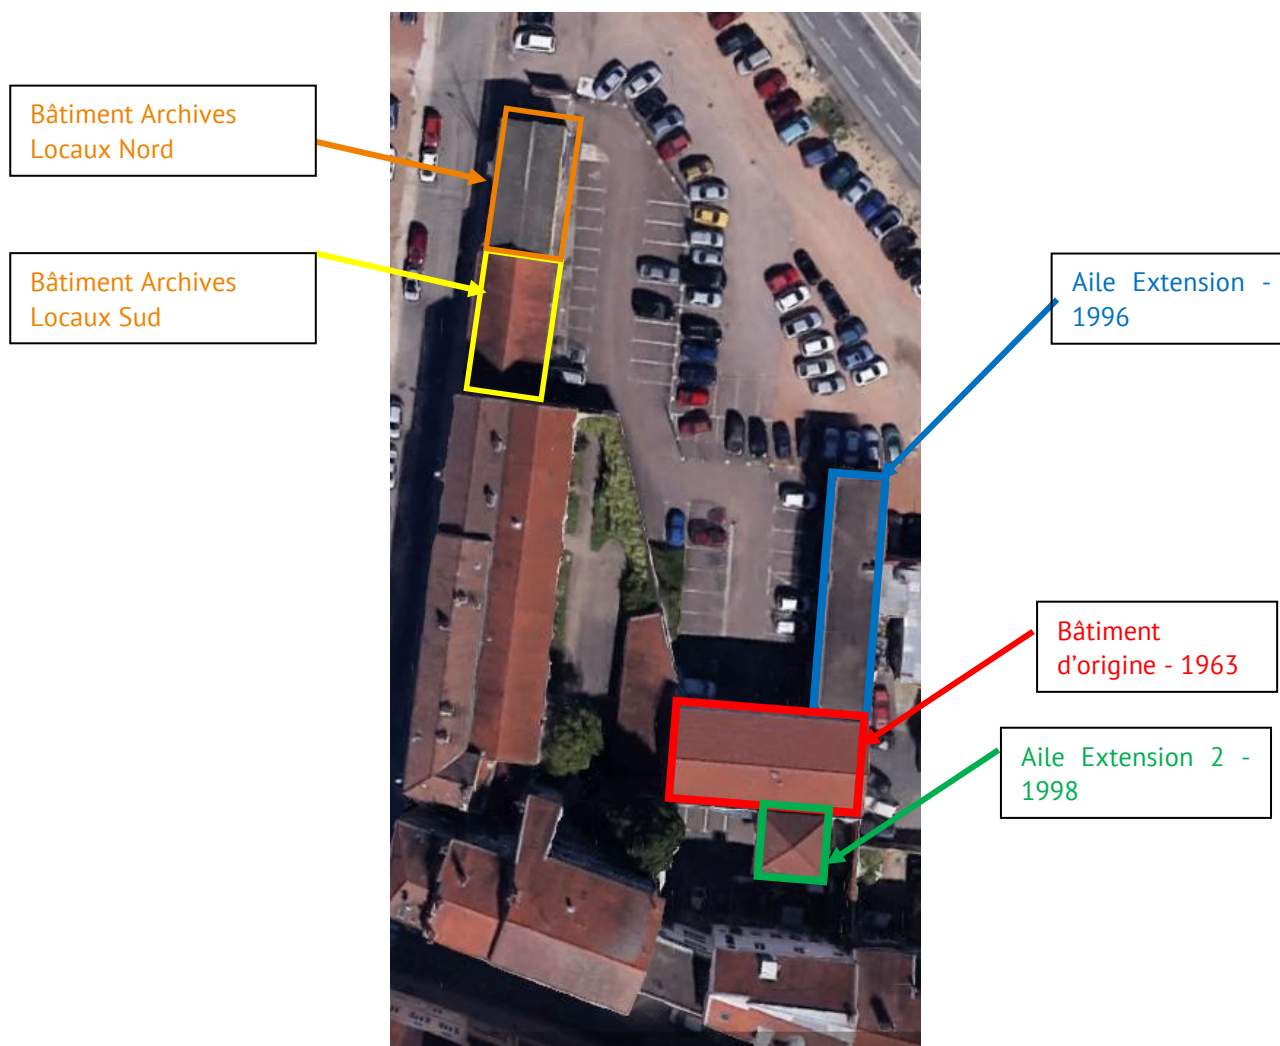 Bâtiment Archives
Locaux Nord
Bâtiment Archives
Locaux Sud
Aile Extension -
1996
Bâtiment
d’origine - 1963
Aile Extension 2 -
1998